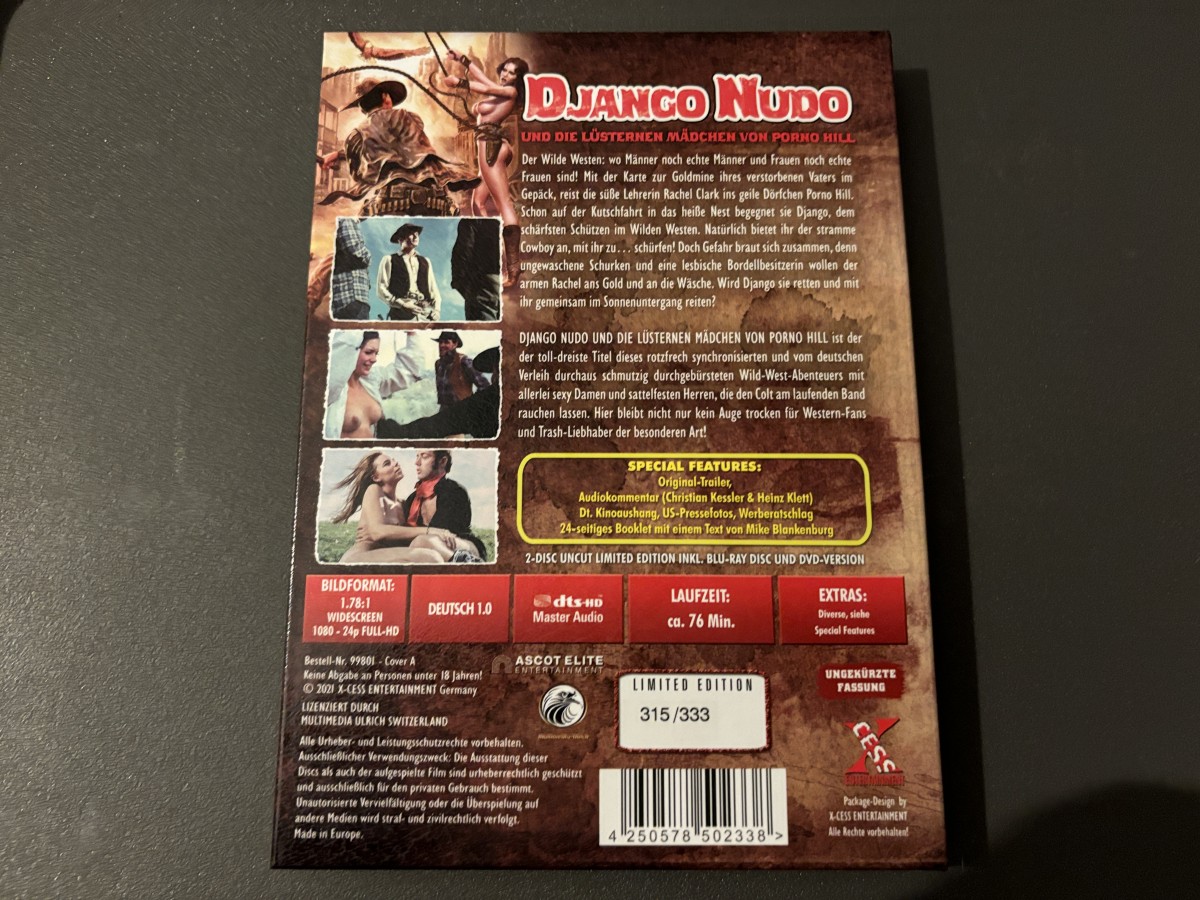 DJANGO NUDO
UND DIE LÜSTERNEN MÄDCHEN VON PORNO HILL
Der Wilde Westen: wo Männer noch echte Männer und Frauen noch echte
Frauen sind! Mit der Karte zur Goldmine ihres verstorbenen Vaters im
Gepäck, reist die süße Lehrerin Rachel Clark ins geile Dörfchen Porno Hill.
Schon auf der Kutschfahrt in das heiße Nest begegnet sie Django, dem
schärfsten Schützen im Wilden Westen. Natürlich bietet ihr der stramme
Cowboy an, mit ihr zu... schürfen! Doch Gefahr braut sich zusammen, denn
ungewaschene Schurken und eine lesbische Bordellbesitzerin wollen der
armen Rachel ans Gold und an die Wäsche. Wird Django sie retten und mit
ihr gemeinsam im Sonnenuntergang reiten?
DJANGO NUDO UND DIE LÜSTERNEN MÄDCHEN VON PORNO HILL ist der
der toll-dreiste Titel dieses rotzfrech synchronisierten und vom deutschen
Verleih durchaus schmutzig durchgebürsteten Wild-West-Abenteuers mit
allerlei sexy Damen und sattelfesten Herren, die den Colt am laufenden Band
rauchen lassen. Hier bleibt nicht nur kein Auge trocken für Western-Fans
und Trash-Liebhaber der besonderen Art!
SPECIAL FEATURES:
Original-Trailer,
Audiokommentar (Christian Kessler & Heinz Klett)
Dt. Kinoaushang, US-Pressefotos, Werberatschlag
24-seitiges Booklet mit einem Text von Mike Blankenburg
2-DISC UNCUT LIMITED EDITION INKL. BLU-RAY DISC UND DVD-VERSION
BILDFORMAT:
1.78:1
WIDESCREEN
1080 - 24p FULL-HD
DEUTSCH 1.0
dts-HD
Master Audio
LAUFZEIT:
ca. 76 Min.
EXTRAS:
Diverse, siehe
Special Features
Bestell-Nr. 99801 - Cover A
Keine Abgabe an Personen unter 18 Jahren!
© 2021 X-CESS ENTERTAINMENT Germany
LIZENZIERT DURCH
MULTIMEDIA ULRICH SWITZERLAND
Alle Urheber- und Leistungsschutzrechte vorbehalten.
Ausschließlicher Verwendungszweck: Die Ausstattung dieser
Discs als auch der aufgespielte Film sind urheberrechtlich geschützt
und ausschließlich für den privaten Gebrauch bestimmt.
Unautorisierte Vervielfältigung oder die Überspielung auf
andere Medien wird straf- und zivilrechtlich verfolgt.
Made in Europe.
ASCOT ELITE
ENTERTAINMENT
LIMITED EDITION
315/333
UNGEKÜRZTE
FASSUNG
X-CESS
ENTERTAINMENT
4 250578 502338 >
Package-Design by
X-CESS ENTERTAINMENT
Alle Rechte vorbehalten!